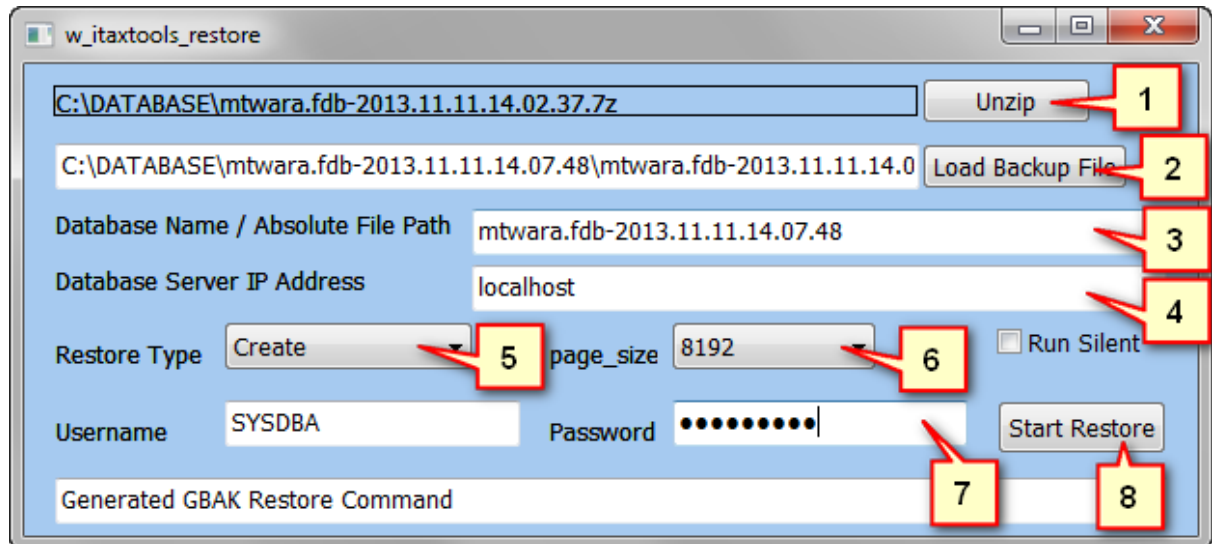 w_itaxtools_restore
C:\DATABASE\mtwara.fdb-2013.11.11.14.02.37.7z
Unzip
1
C:\DATABASE\mtwara.fdb-2013.11.11.14.07.48\mtwara.fdb-2013.11.11.14.0
Load Backup File
2
Database Name / Absolute File Path
mtwara.fdb-2013.11.11.14.07.48
3
Database Server IP Address
localhost
4
Restore Type
Create
5
page_size
8192
6
Run Silent
Username
SYSDBA
Password
●●●●●●●●●
7
Start Restore
8
Generated GBAK Restore Command